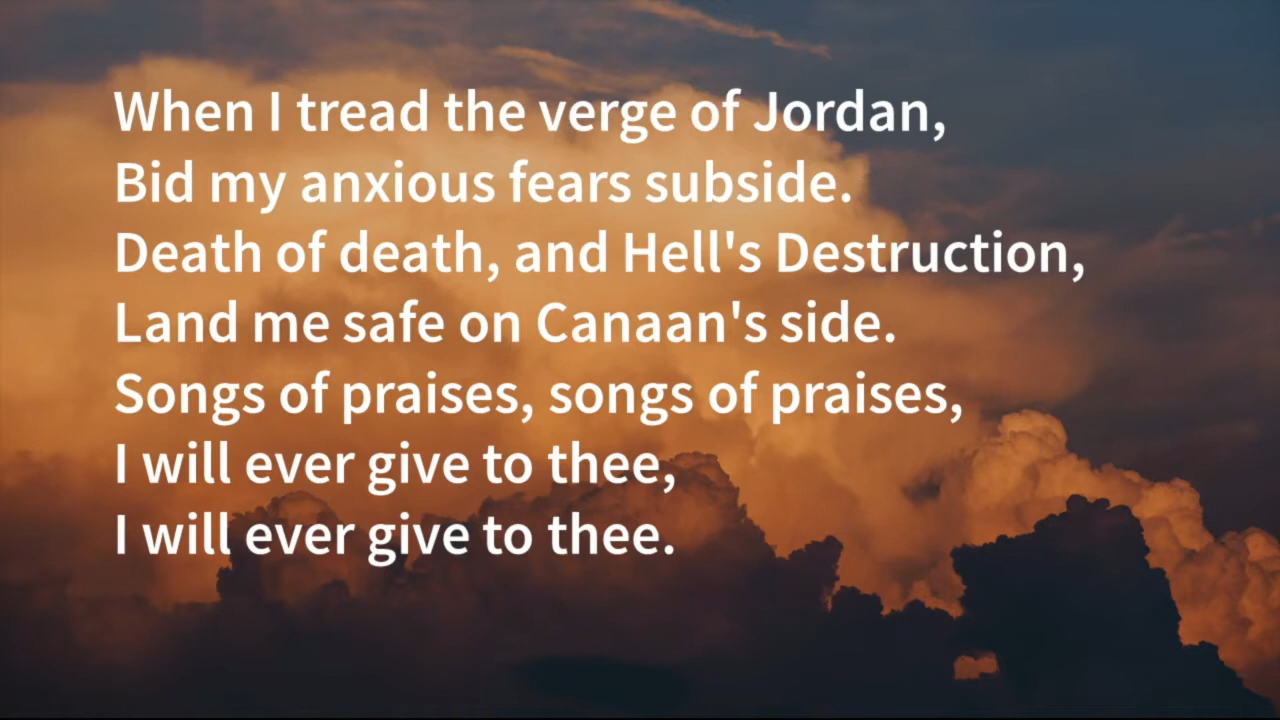 When I tread the verge of Jordan,
Bid my anxious fears subside.
Death of death, and Hell's Destruction,
Land me safe on Canaan's side.
Songs of praises, songs of praises,
I will ever give to thee,
I will ever give to thee.